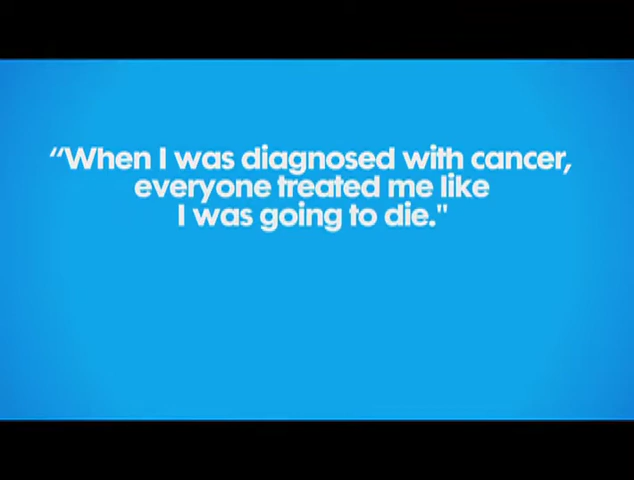 “When I was diagnosed with cancer,
everyone treated me like
I was going to die."